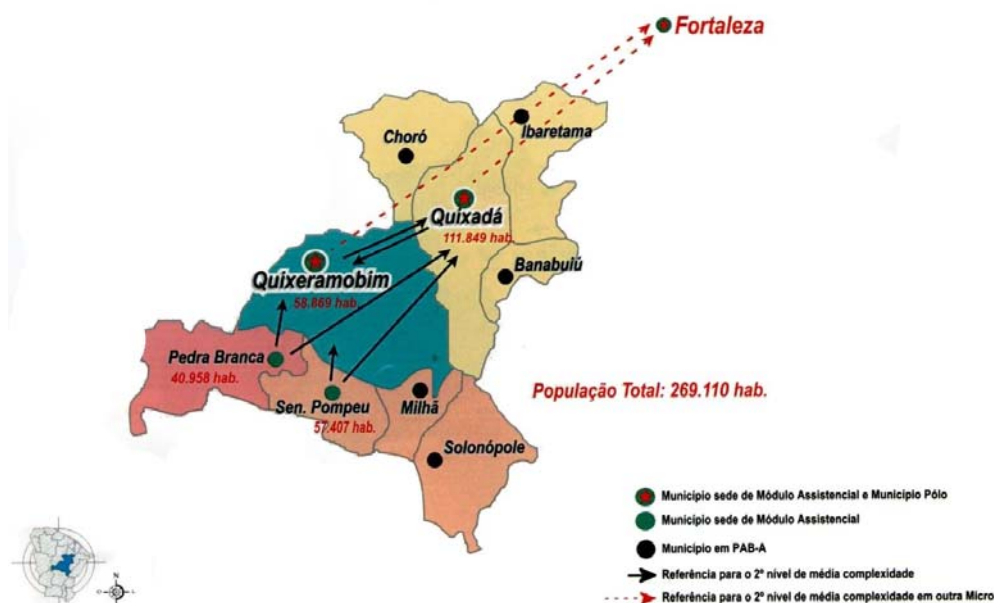 Fortaleza
Ibaretama
Choró
Quixadá
111.849 hab.
Banabuiú
Quixeramobim
58.869 hab.
Pedra Branca
40.958 hab.
Sen. Pompeu
57.407 hab.
Milhã
População Total: 269.110 hab.
Solonópole
Município sede de Módulo Assistencial e Município Pólo
Município sede de Módulo Assistencial
Município em PAB-A
Referência para o 2º nível de média complexidade
Referência para o 2º nível de média complexidade em outra Micro
N
O
L